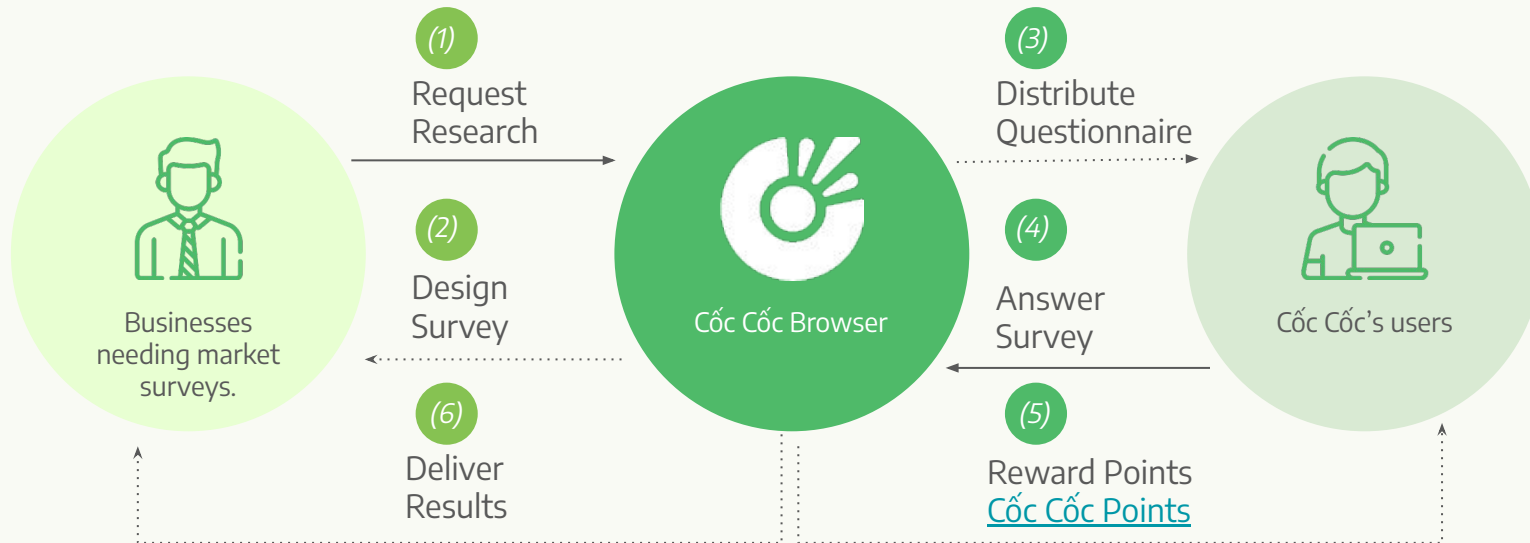 (1)
Request
Research
(2)
Design
Survey
(6)
Deliver
Results
Businesses
needing market
surveys.
Cốc Cốc Browser
(3)
Distribute
Questionnaire
(4)
Answer
Survey
(5)
Reward Points
Cốc Cốc Points
Cốc Cốc’s users